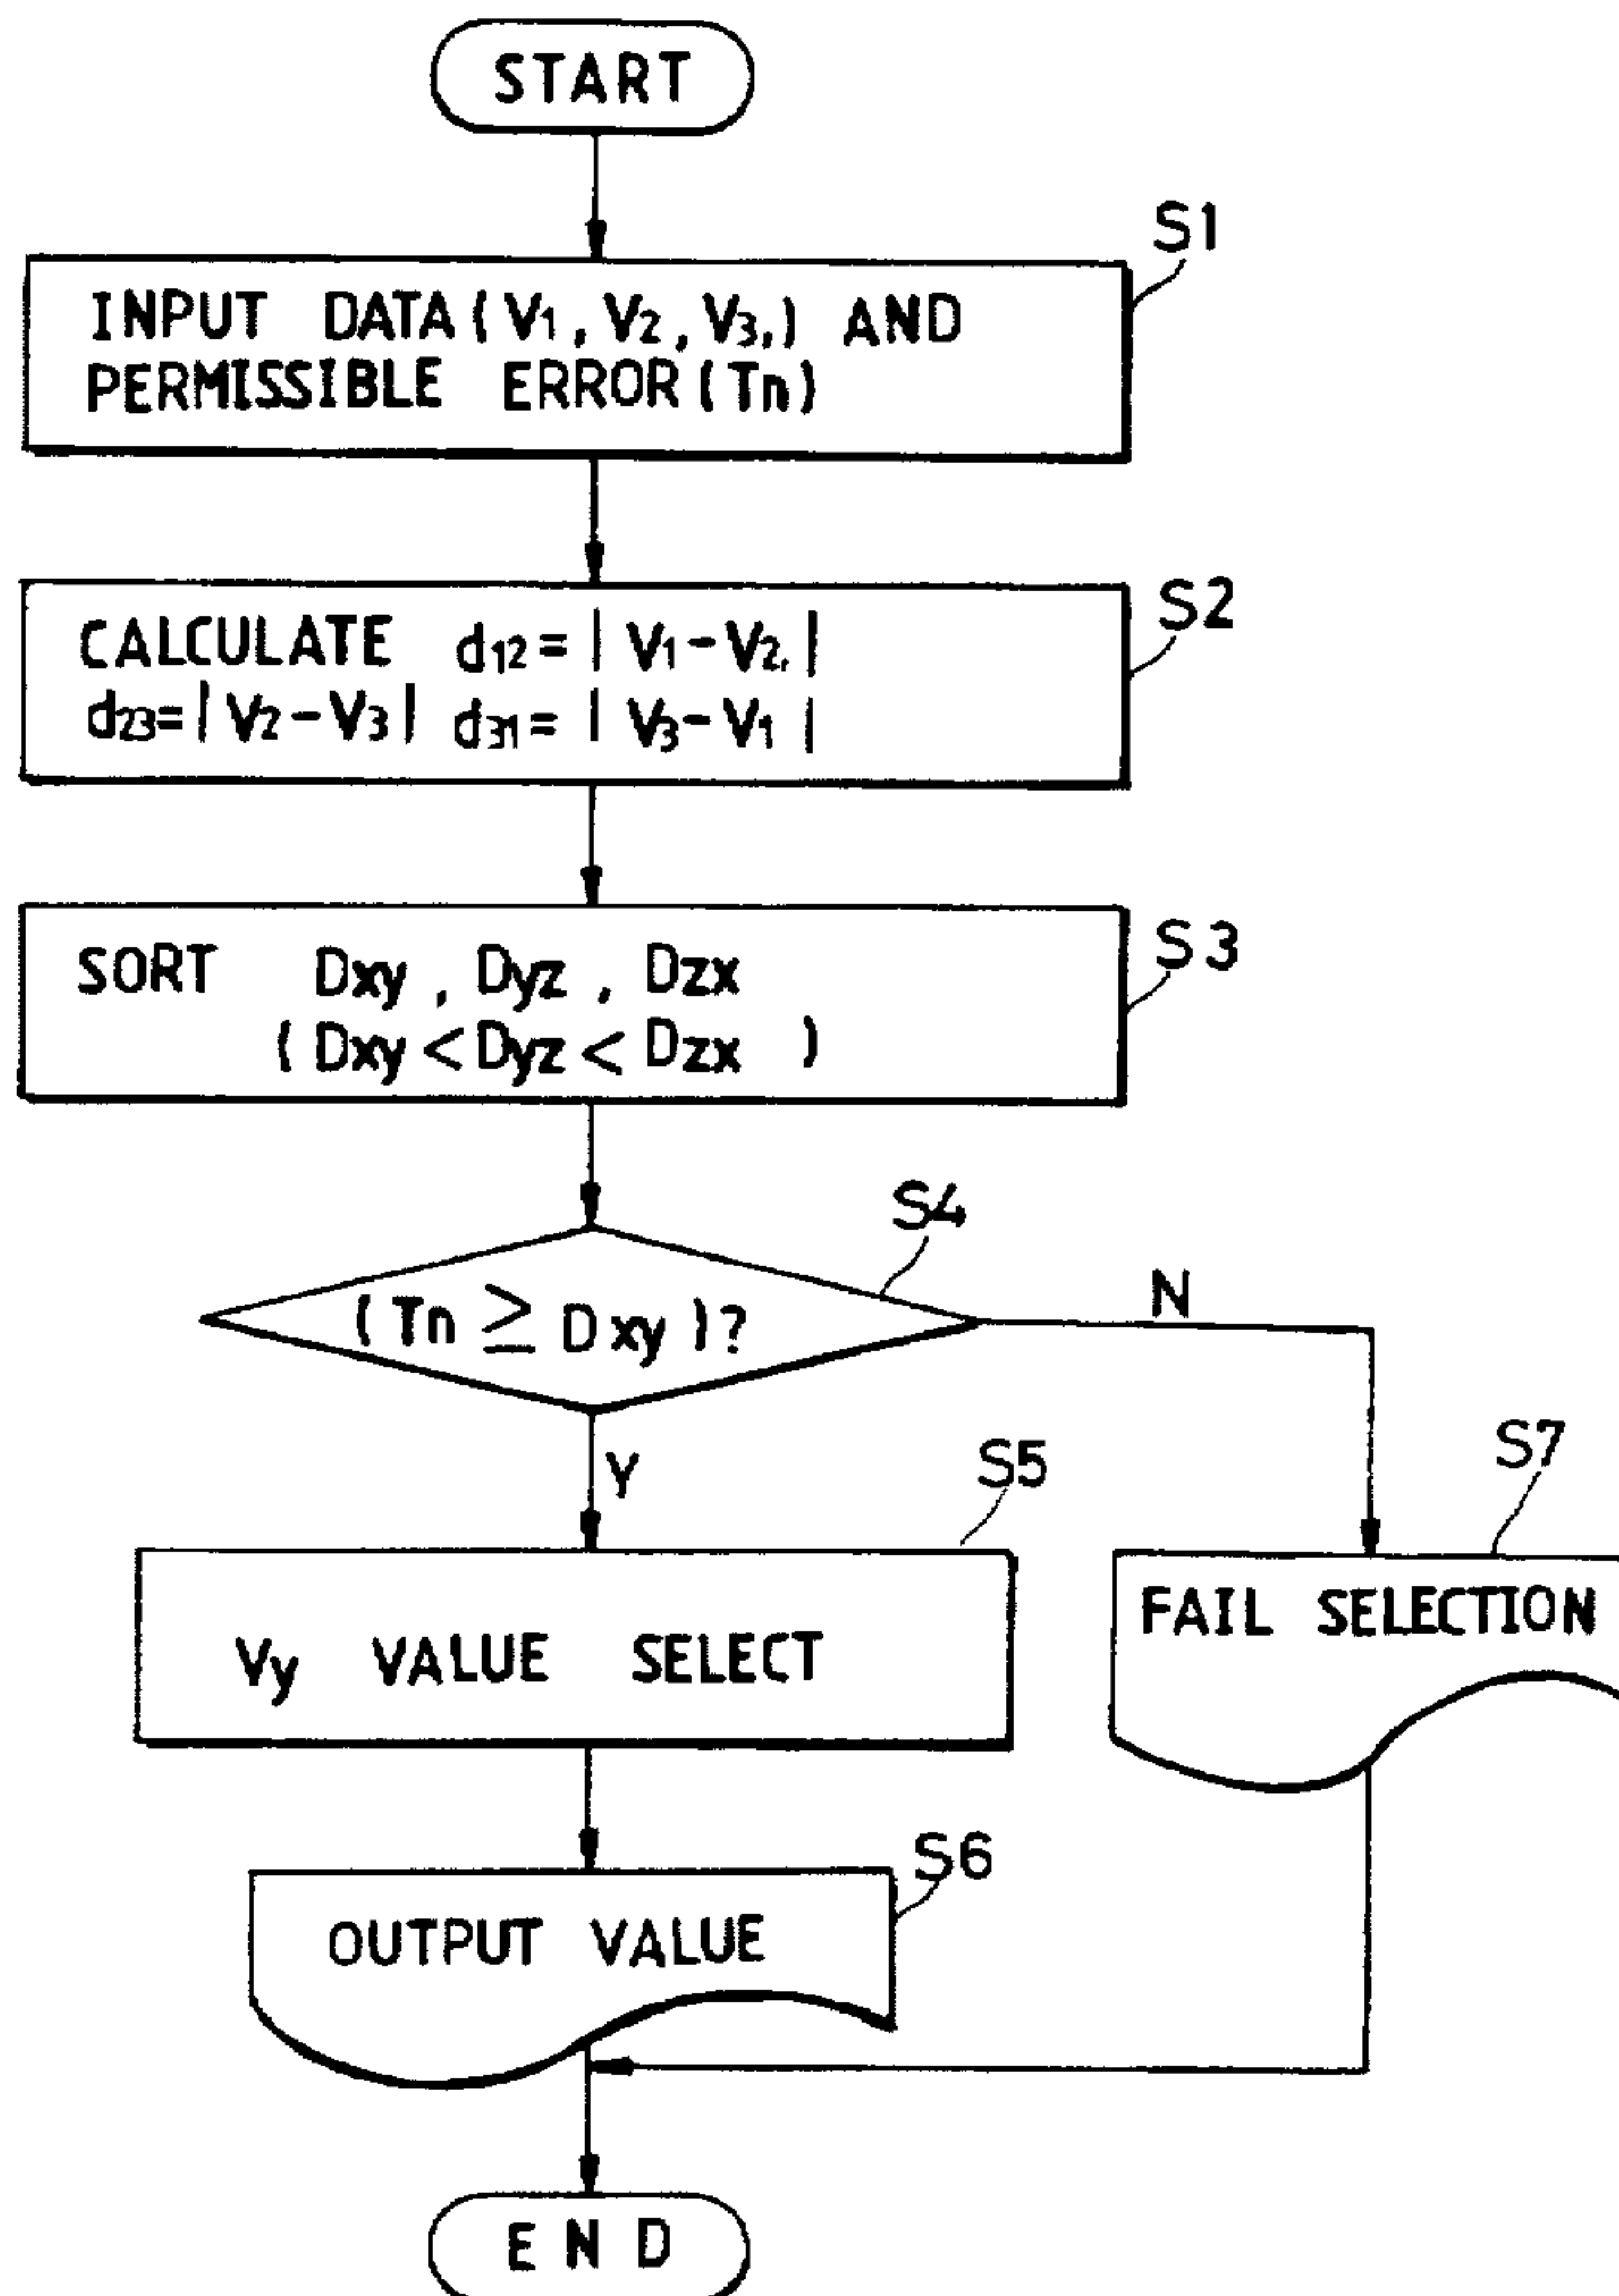 START
S1
INPUT DATA(V1, V2, V3,) AND
PERMISSIBLE ERROR(Tn)
S2
CALCULATE d12=|V1-V2,|
d23=|V2-V3| d31=|V3-V1|
S3
SORT Dxy, Dyz, Dzx
(Dxy<Dyz<Dzx)
S4
(Tn≥Dxy)?
N
Y
S5
S7
Vy VALUE SELECT
FAIL SELECTION
S6
OUTPUT VALUE
END